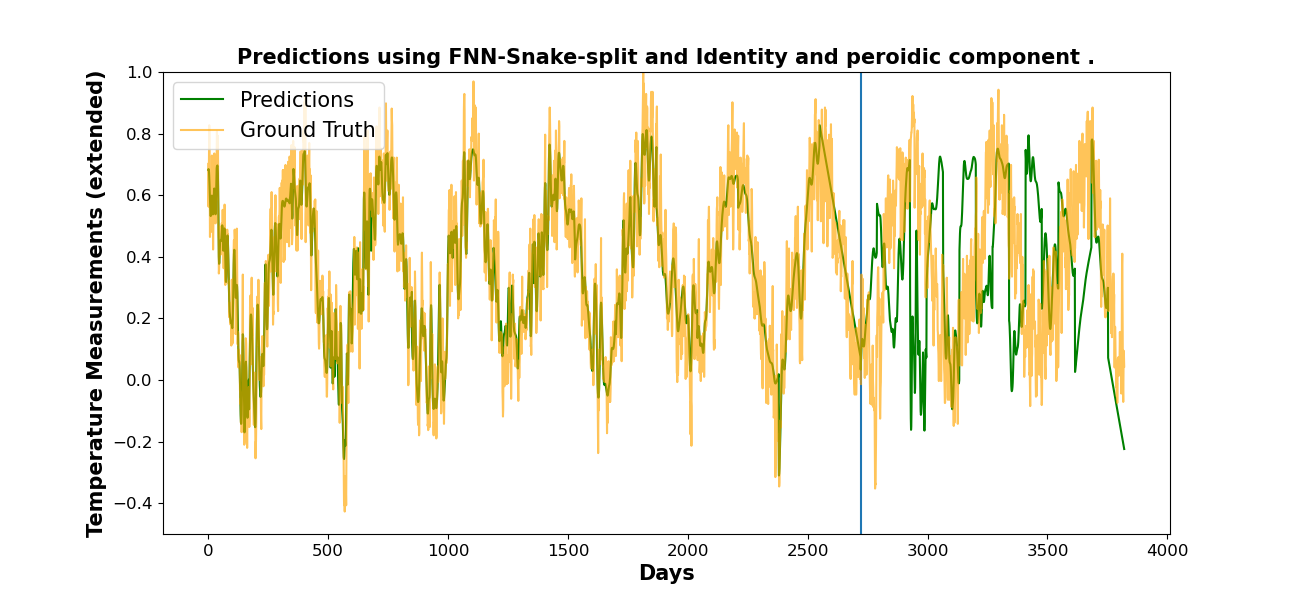 Predictions using FNN-Snake-split and Identity and peroidic component .
Predictions
Ground Truth
Temperature Measurements (extended)
1.0
0.8
0.6
0.4
0.2
0.0
−0.2
−0.4
0 500 1000 1500 2000 2500 3000 3500 4000
Days